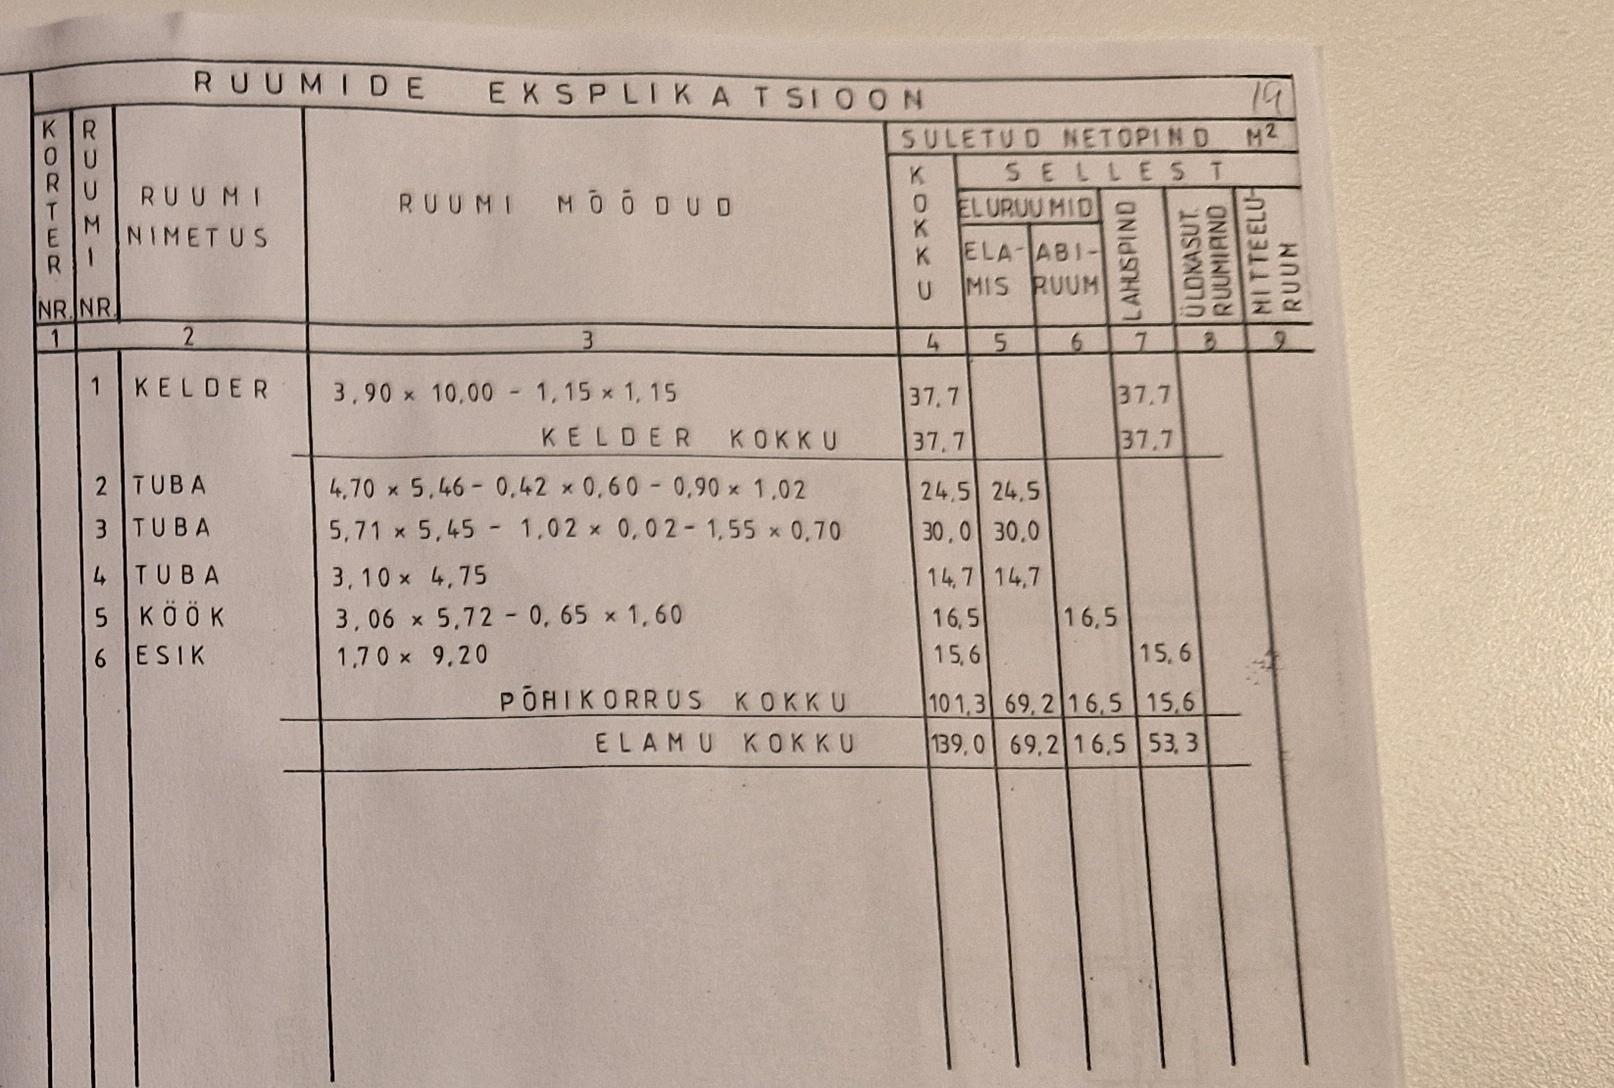 RUUMIDE EKSPLIKATSIOON 19
KORTER NR. RUUMI NR. RUUMI NIMETUS RUUMI MÕÕDUD SULETUD NETOPIND M²
KOKKU SELLEST
ELURUUMID LAHUSPIND ÜLDKASUT. RUUMIPIND MITTEELU-RUUM
ELA-MIS ABI-RUUM
1 2 3 4 5 6 7 8 9
1 KELDER 3,90 × 10,00 - 1,15 × 1,15 37,7 37,7
KELDER KOKKU 37,7 37,7
2 TUBA 4,70 × 5,46 - 0,42 × 0,60 - 0,90 × 1,02 24,5 24,5
3 TUBA 5,71 × 5,45 - 1,02 × 0,02 - 1,55 × 0,70 30,0 30,0
4 TUBA 3,10 × 4,75 14,7 14,7
5 KÖÖK 3,06 × 5,72 - 0,65 × 1,60 16,5 16,5
6 ESIK 1,70 × 9,20 15,6 15,6
PÕHIKORRUS KOKKU 101,3 69,2 16,5 15,6
ELAMU KOKKU 139,0 69,2 16,5 53,3